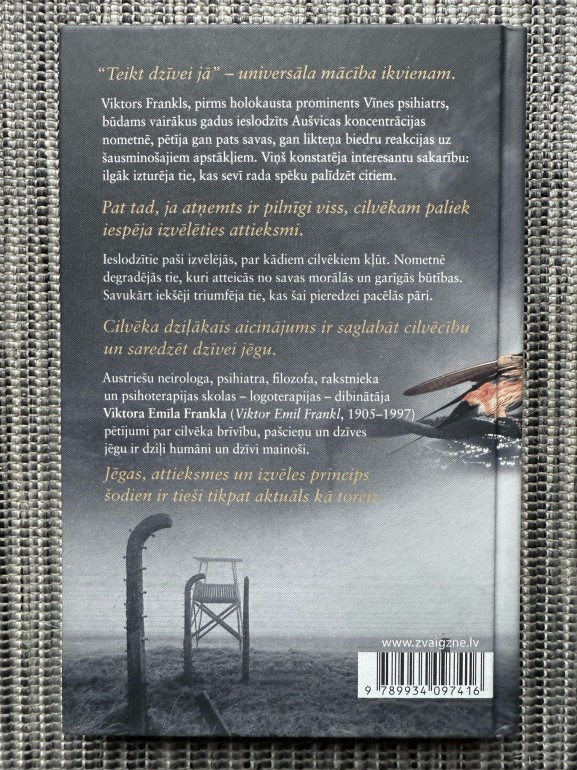 “Teikt dzīvei jā” – universāla mācība ikvienam.
Viktors Frankls, pirms holokausta prominents Vīnes psihiatrs,
būdams vairākus gadus ieslodzīts Aušvicas koncentrācijas
nometnē, pētīja gan pats savas, gan likteņa biedru reakcijas uz
šausminošajiem apstākļiem. Viņš konstatēja interesantu sakarību:
ilgāk izturēja tie, kas sevī rada spēku palīdzēt citiem.
Pat tad, ja atņemts ir pilnīgi viss, cilvēkam paliek
iespēja izvēlēties attieksmi.
Ieslodzītie paši izvēlējās, par kādiem cilvēkiem kļūt. Nometnē
degradējās tie, kuri atteicās no savas morālās un garīgās būtības.
Savukārt iekšēji triumfēja tie, kas šai pieredzei pacēlās pāri.
Cilvēka dziļākais aicinājums ir saglabāt cilvēcību
un saredzēt dzīvei jēgu.
Austriešu neirologa, psihiatra, filozofa, rakstnieka
un psihoterapijas skolas – logoterapijas – dibinātāja
Viktora Emila Frankla (Viktor Emil Frankl, 1905–1997)
pētījumi par cilvēka brīvību, pašcieņu un dzīves
jēgu ir dziļi humāni un dzīvi mainoši.
Jēgas, attieksmes un izvēles princips
šodien ir tieši tikpat aktuāls kā toreiz.
www.zvaigzne.lv
9 789934 097416